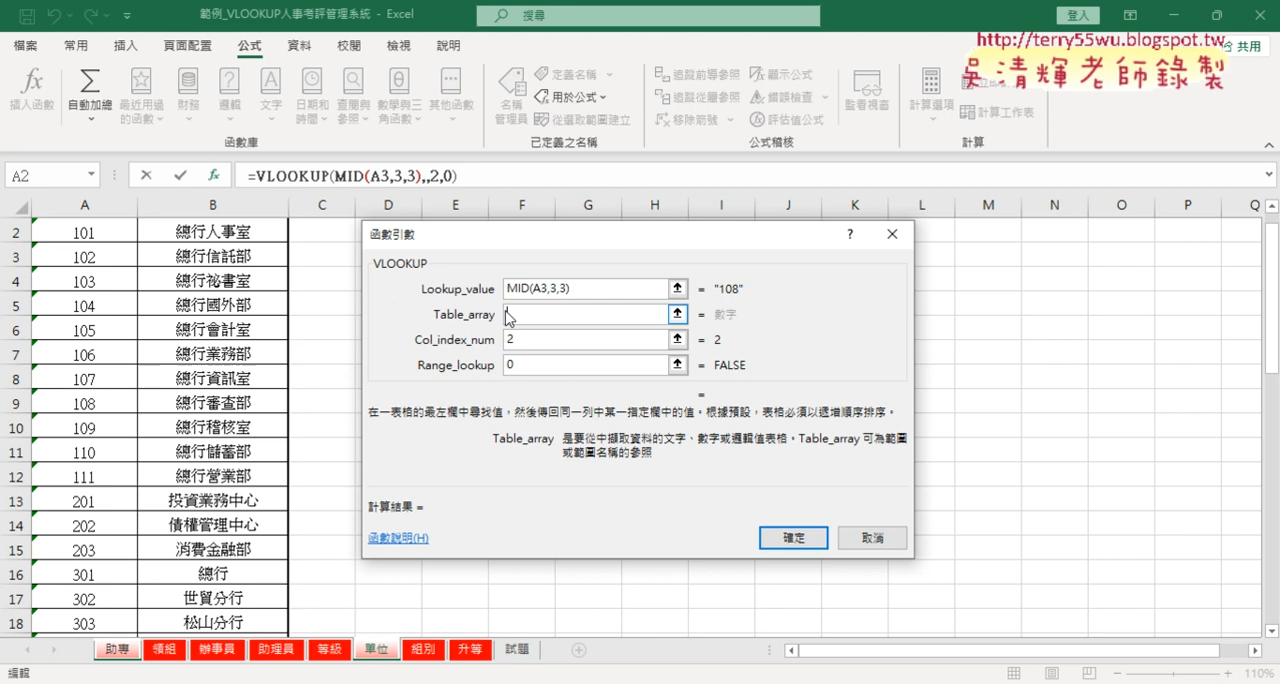 範例_VLOOKUP人事考評管理系統 - Excel
搜尋
登入
檔案 常用 插入 頁面配置 公式 資料 校閱 檢視 說明
http://terry55wu.blogspot.tw
共用
吳清輝老師錄製
插入函數
自動加總
最近用過的函數
財務
邏輯
文字
日期和時間
查閱與參照
數學與三角函數
其他函數
函數庫
名稱管理員
定義名稱
用於公式
從選取範圍建立
已定義之名稱
追蹤前導參照
追蹤從屬參照
移除箭號
顯示公式
錯誤檢查
評估值公式
公式稽核
監看視窗
計算選項
計算工作表
計算
A2
fx
=VLOOKUP(MID(A3,3,3),,2,0)
A B C D E F G H I J K L M N O P Q
2 101 總行人事室
3 102 總行信託部
4 103 總行祕書室
5 104 總行國外部
6 105 總行會計室
7 106 總行業務部
8 107 總行資訊室
9 108 總行審查部
10 109 總行稽核室
11 110 總行儲蓄部
12 111 總行營業部
13 201 投資業務中心
14 202 債權管理中心
15 203 消費金融部
16 301 總行
17 302 世貿分行
18 303 松山分行
函數引數
? ×
VLOOKUP
Lookup_value MID(A3,3,3) = "108"
Table_array = 數字
Col_index_num 2 = 2
Range_lookup 0 = FALSE
=
在一表格的最左欄中尋找值，然後傳回同一列中某一指定欄中的值。根據預設，表格必須以遞增順序排序。
Table_array 是要從中擷取資料的文字、數字或邏輯值表格。Table_array 可為範圍
或範圍名稱的參照
計算結果 =
函數說明(H)
確定
取消
助專 領組 辦事員 助理員 等級 單位 組別 升等 試題
編輯
110%